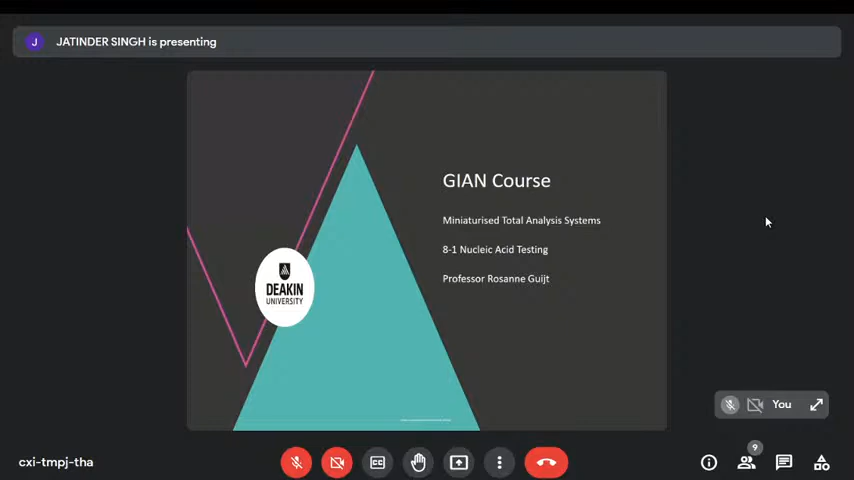 J JATINDER SINGH is presenting
GIAN Course
Miniaturised Total Analysis Systems
8-1 Nucleic Acid Testing
Professor Rosanne Guijt
DEAKIN
UNIVERSITY
You
9
cxi-tmpj-tha
CC